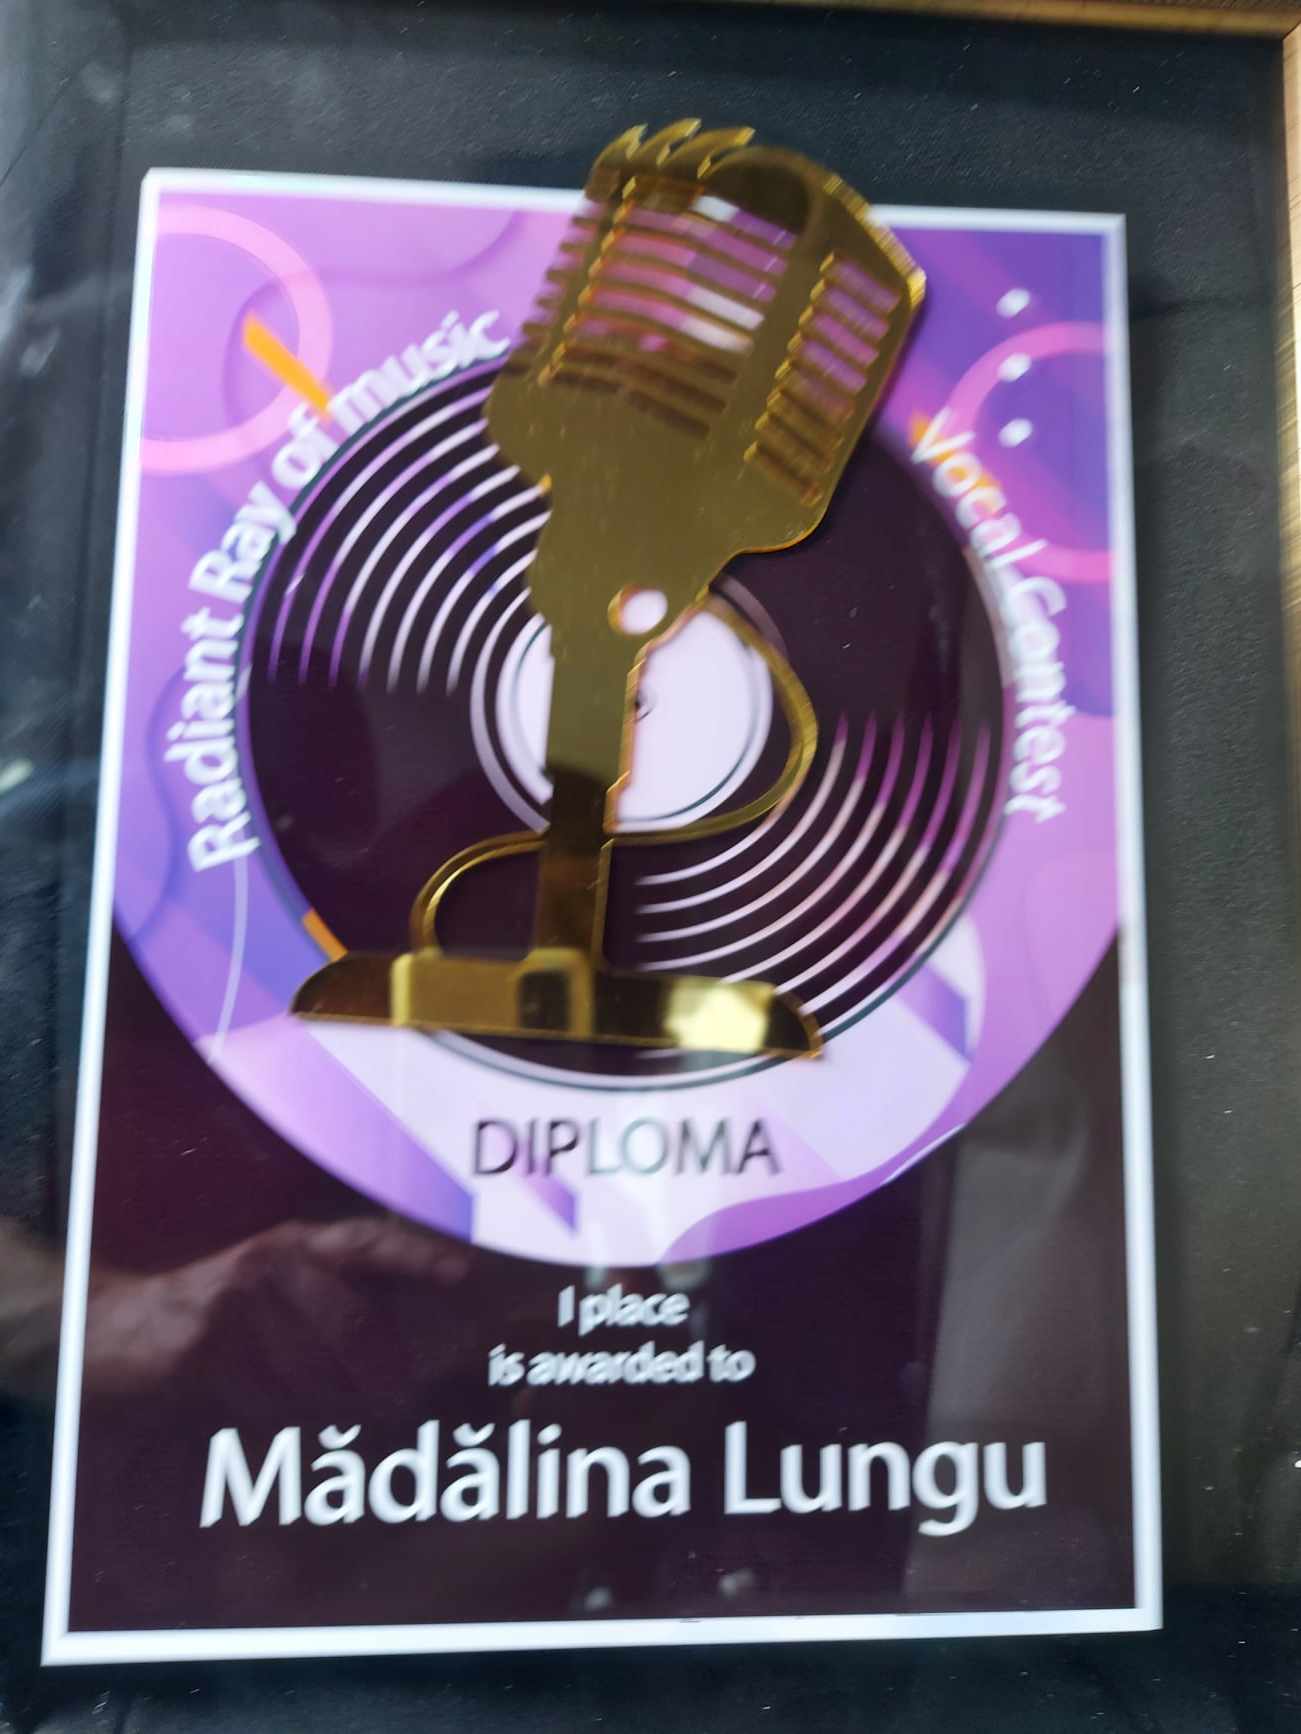 Radiant Ray of music
Vocal Contest
DIPLOMA
I place
is awarded to
Mădălina Lungu